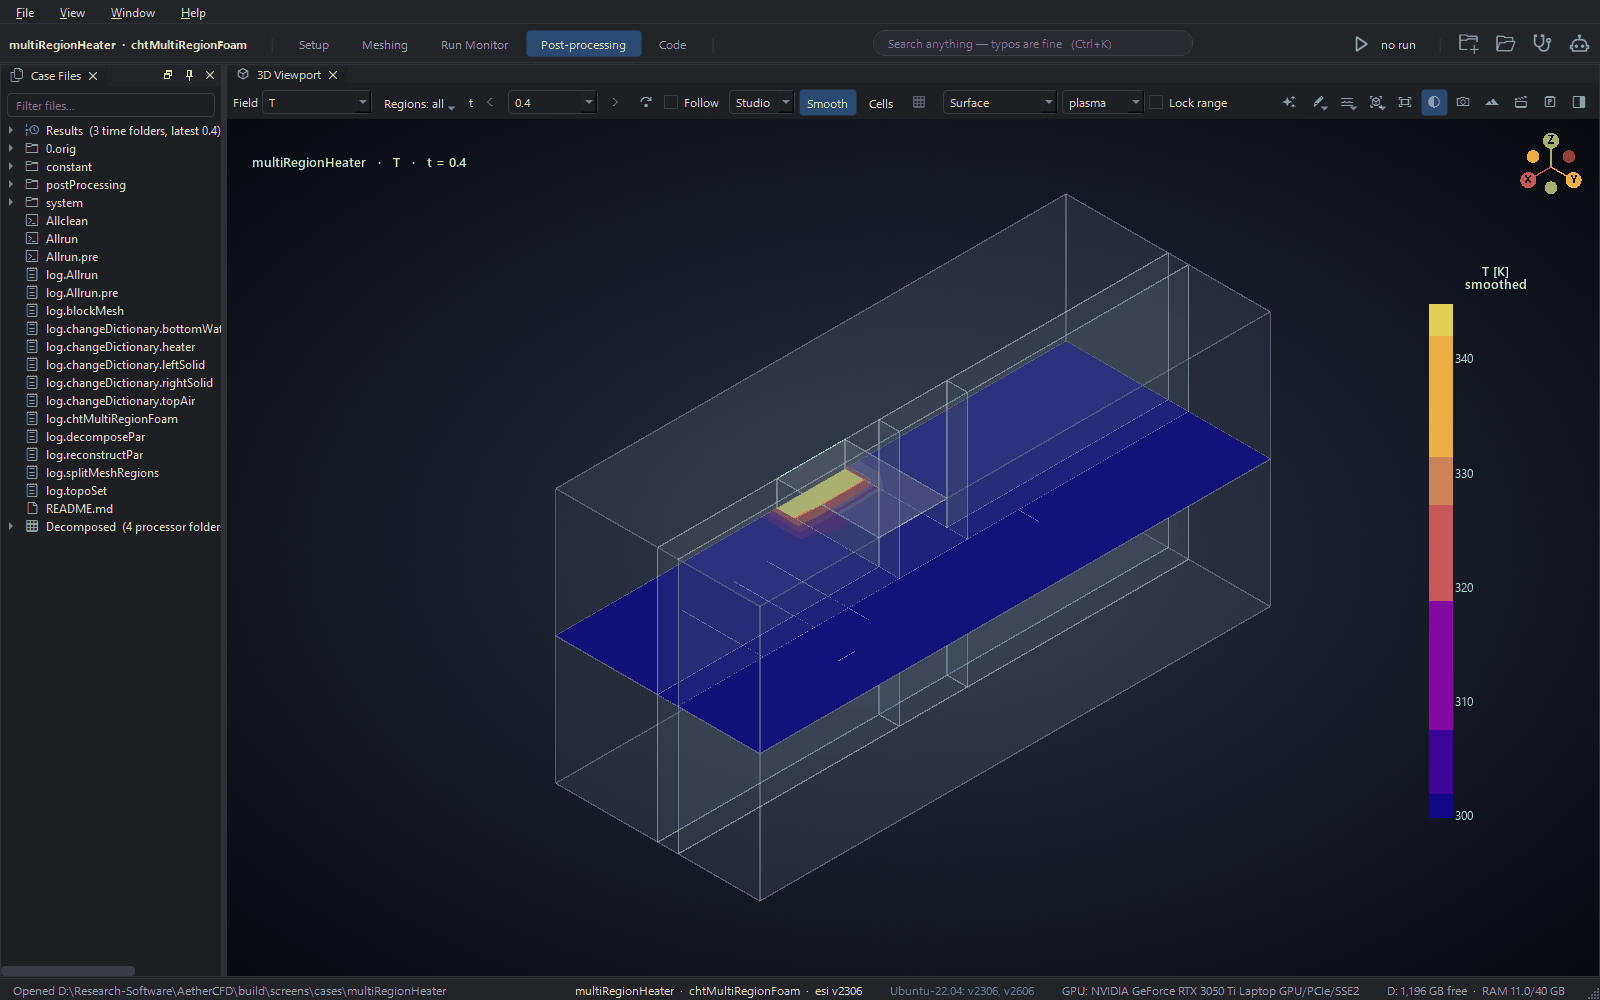 File View Window Help
multiRegionHeater · chtMultiRegionFoam Setup Meshing Run Monitor Post-processing Code Search anything — typos are fine (Ctrl+K) no run
Case Files 3D Viewport
Filter files... Field T Regions: all t 0.4 Follow Studio Smooth Cells Surface plasma Lock range
Results (3 time folders, latest 0.4)
0.orig
constant
postProcessing
system
Allclean
Allrun
Allrun.pre
log.Allrun
log.Allrun.pre
log.blockMesh
log.changeDictionary.bottomWat
log.changeDictionary.heater
log.changeDictionary.leftSolid
log.changeDictionary.rightSolid
log.changeDictionary.topAir
log.chtMultiRegionFoam
log.decomposePar
log.reconstructPar
log.splitMeshRegions
log.topoSet
README.md
Decomposed (4 processor folder
multiRegionHeater · T · t = 0.4
Z
X Y
T [K]
smoothed
340
330
320
310
300
Opened D:\Research-Software\AetherCFD\build\screens\cases\multiRegionHeater multiRegionHeater · chtMultiRegionFoam · esi v2306 Ubuntu-22.04: v2306, v2606 GPU: NVIDIA GeForce RTX 3050 Ti Laptop GPU/PCIe/SSE2 D: 1,196 GB free · RAM 11.0/40 GB